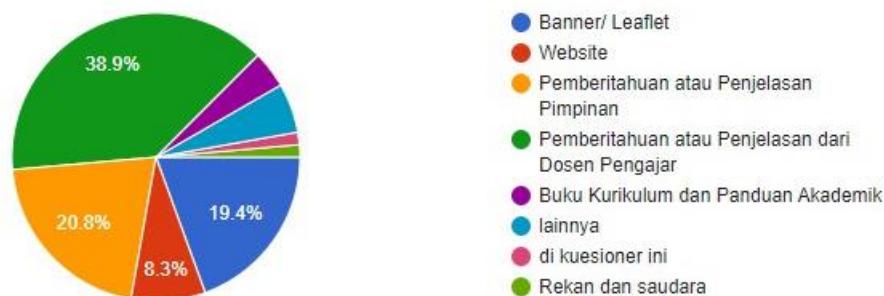 38.9%
20.8%
19.4%
8.3%
Banner/ Leaflet
Website
Pemberitahuan atau Penjelasan
Pimpinan
Pemberitahuan atau Penjelasan dari
Dosen Pengajar
Buku Kurikulum dan Panduan Akademik
lainnya
di kuesioner ini
Rekan dan saudara